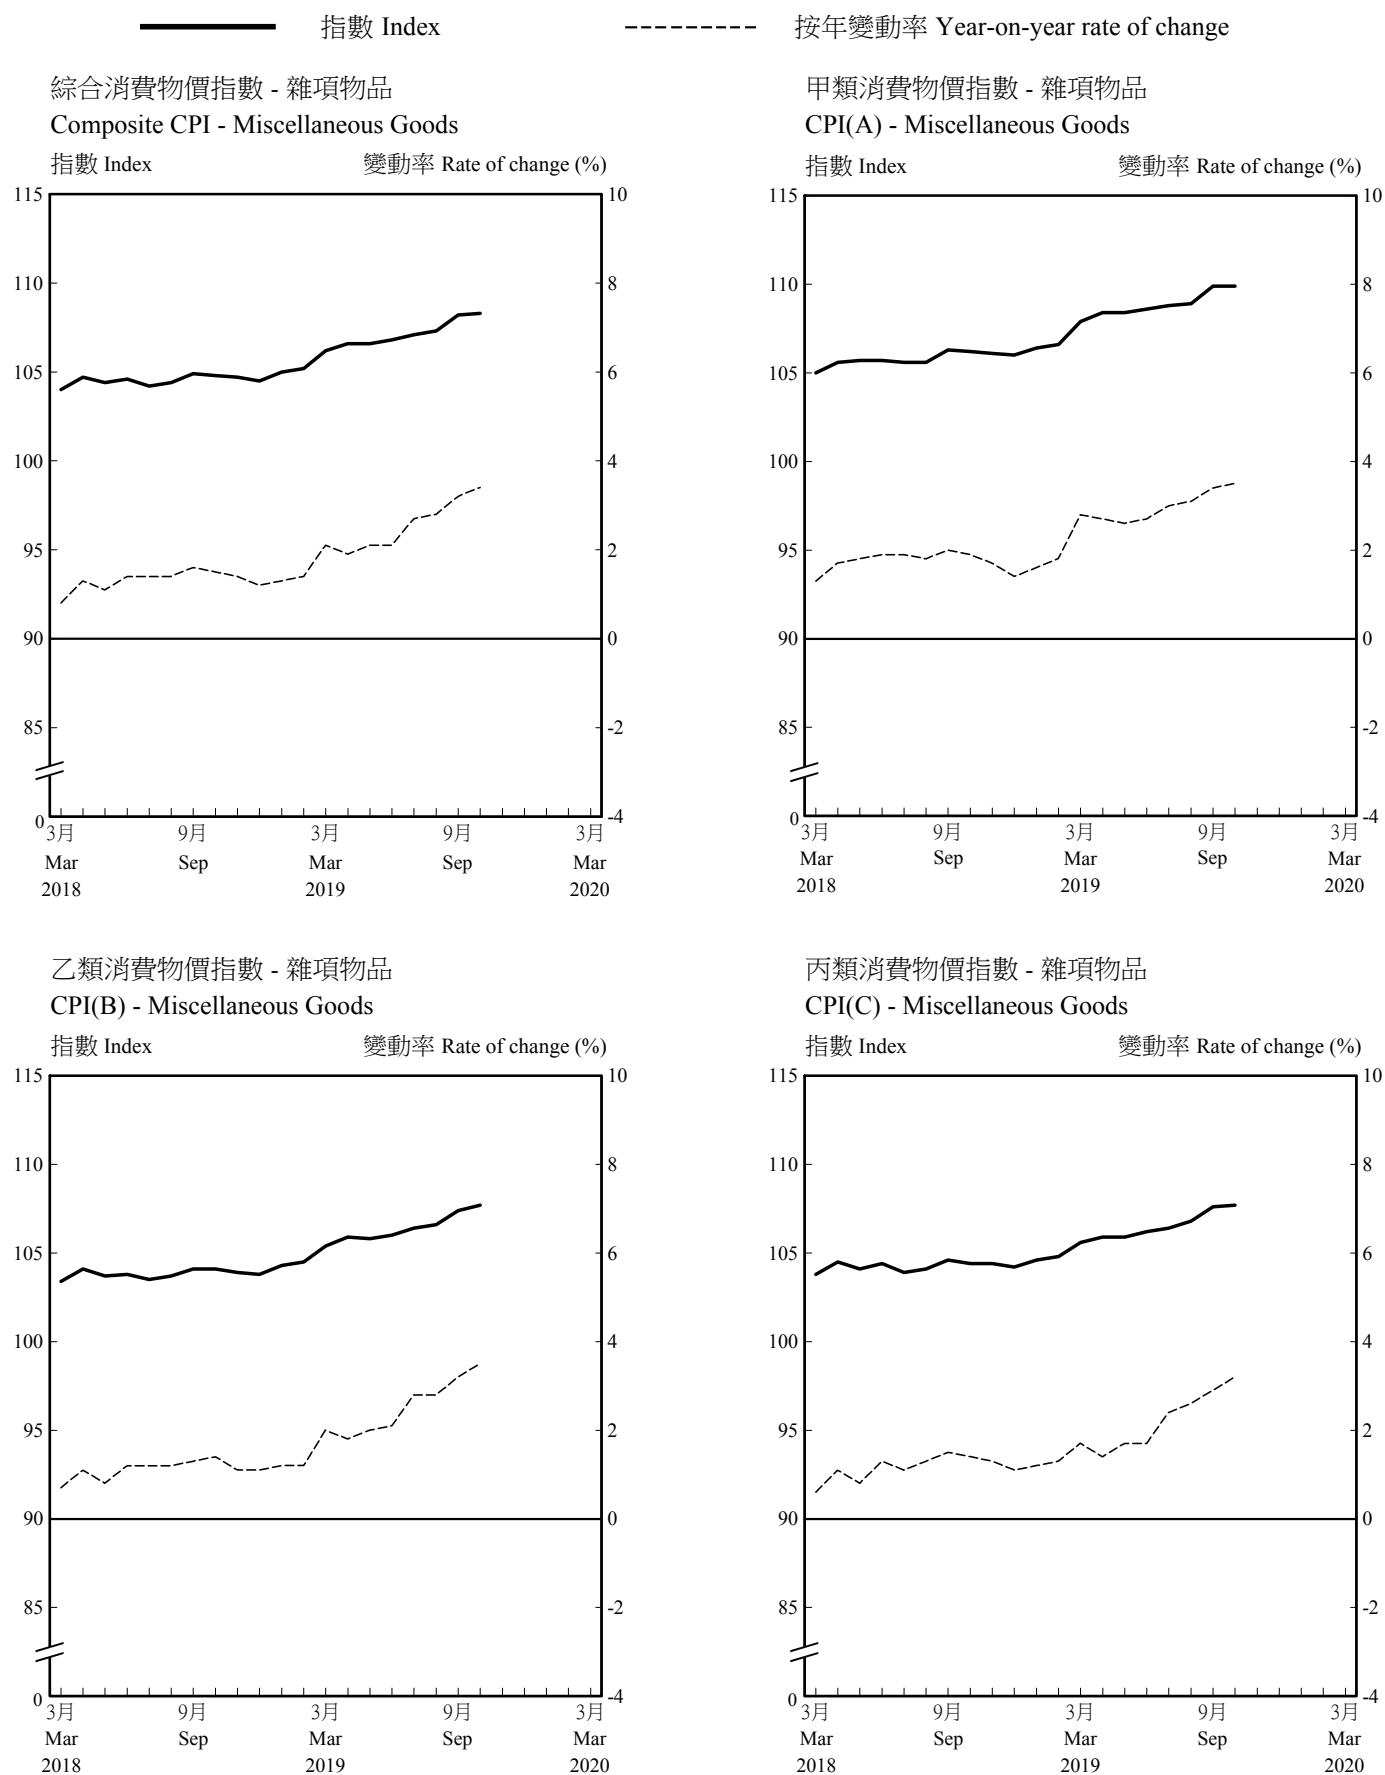 指數 Index 按年變動率 Year-on-year rate of change
綜合消費物價指數 - 雜項物品
Composite CPI - Miscellaneous Goods
指數 Index 變動率 Rate of change (%)
115 10
110 8
105 6
100 4
95 2
90 0
85 -2
0 -4
3月 9月 3月 9月 3月
Mar Sep Mar Sep Mar
2018 2019 2020
甲類消費物價指數 - 雜項物品
CPI(A) - Miscellaneous Goods
指數 Index 變動率 Rate of change (%)
115 10
110 8
105 6
100 4
95 2
90 0
85 -2
0 -4
3月 9月 3月 9月 3月
Mar Sep Mar Sep Mar
2018 2019 2020
乙類消費物價指數 - 雜項物品
CPI(B) - Miscellaneous Goods
指數 Index 變動率 Rate of change (%)
115 10
110 8
105 6
100 4
95 2
90 0
85 -2
0 -4
3月 9月 3月 9月 3月
Mar Sep Mar Sep Mar
2018 2019 2020
丙類消費物價指數 - 雜項物品
CPI(C) - Miscellaneous Goods
指數 Index 變動率 Rate of change (%)
115 10
110 8
105 6
100 4
95 2
90 0
85 -2
0 -4
3月 9月 3月 9月 3月
Mar Sep Mar Sep Mar
2018 2019 2020